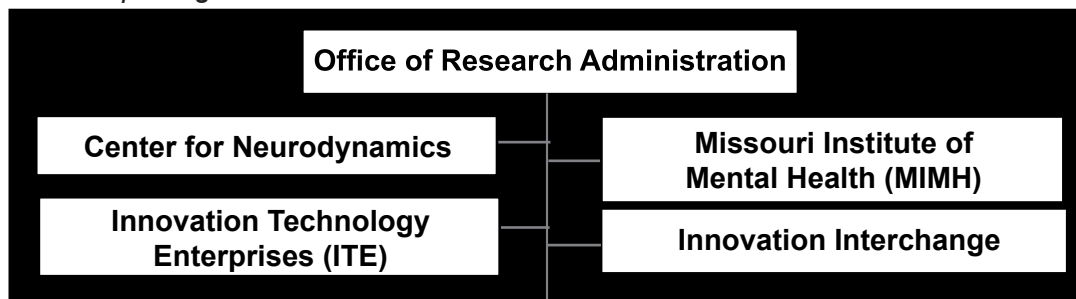 Office of Research Administration
Center for Neurodynamics
Missouri Institute of
Mental Health (MIMH)
Innovation Technology
Enterprises (ITE)
Innovation Interchange